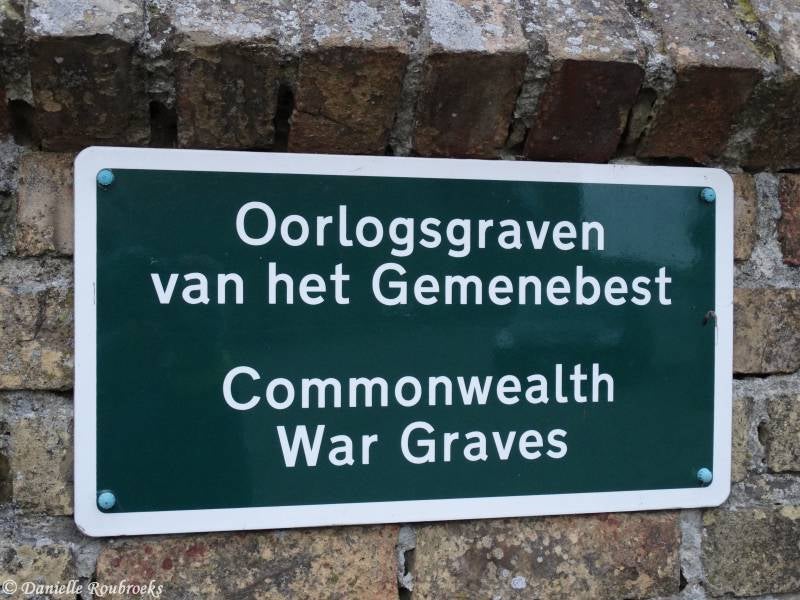 Oorlogsgraven
van het Gemenebest
Commonwealth
War Graves
© Danielle Roubroeks